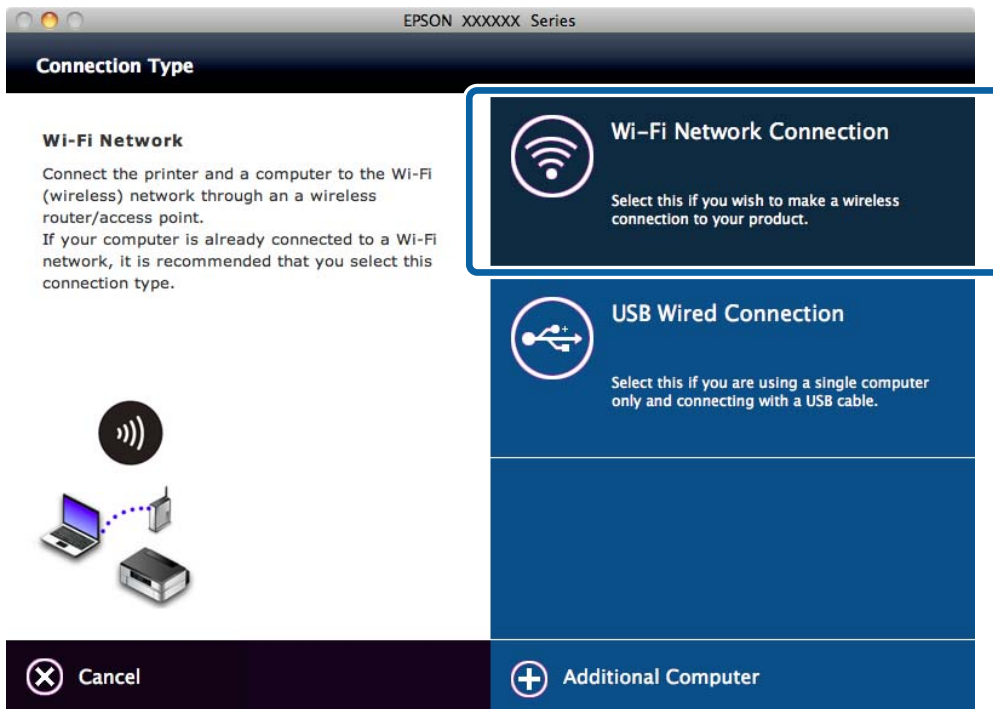 EPSON XXXXXX Series
Connection Type
Wi-Fi Network
Connect the printer and a computer to the Wi-Fi
(wireless) network through an a wireless
router/access point.
If your computer is already connected to a Wi-Fi
network, it is recommended that you select this
connection type.
Wi-Fi Network Connection
Select this if you wish to make a wireless
connection to your product.
USB Wired Connection
Select this if you are using a single computer
only and connecting with a USB cable.
Cancel
Additional Computer